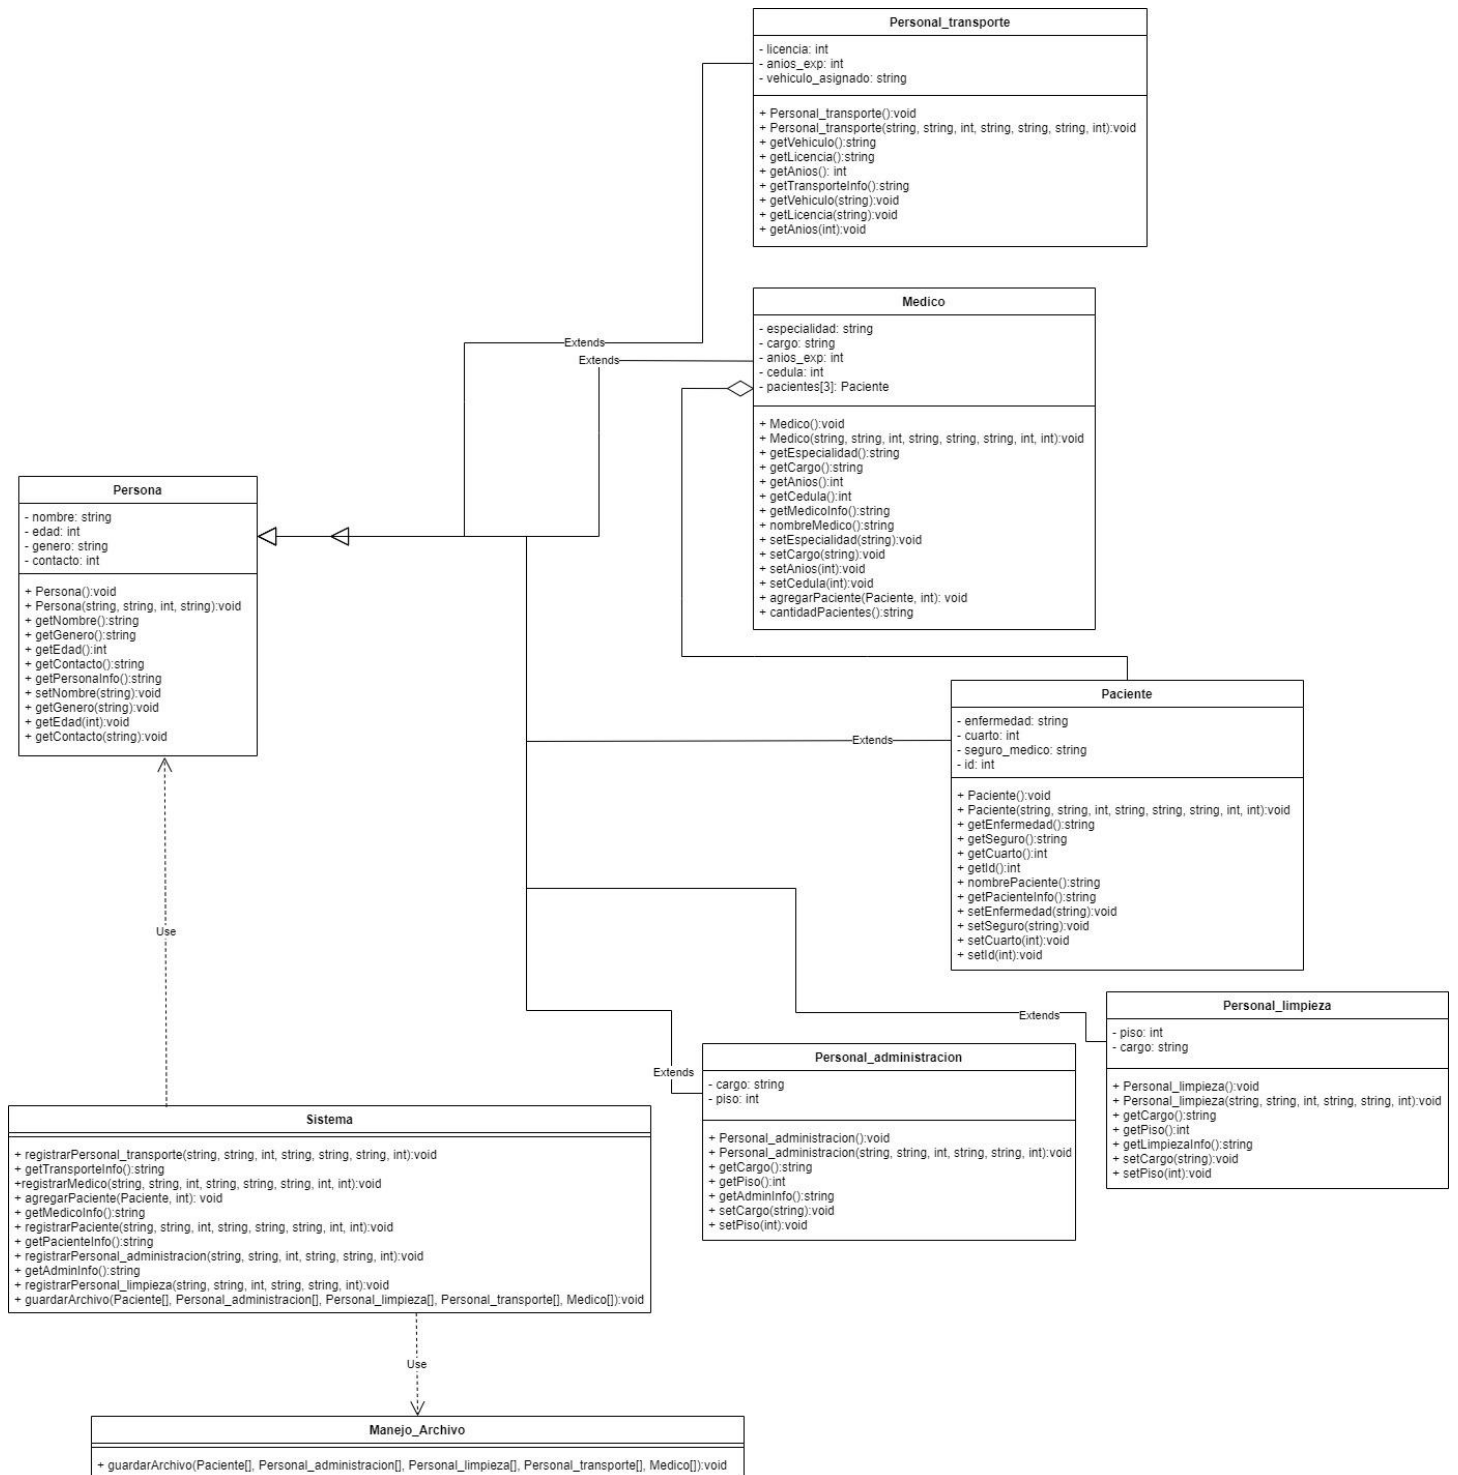 Personal_transporte
- licencia: int
- anios_exp: int
- vehiculo_asignado: string
+ Personal_transporte():void
+ Personal_transporte(string, string, int, string, string, string, int):void
+ getVehiculo():string
+ getLicencia():string
+ getAnios(): int
+ getTransporteInfo():string
+ getVehiculo(string):void
+ getLicencia(string):void
+ getAnios(int):void
Extends
Medico
- especialidad: string
- cargo: string
- anios_exp: int
- cedula: int
- pacientes[3]: Paciente
+ Medico():void
+ Medico(string, string, int, string, string, string, int, int):void
+ getEspecialidad():string
+ getCargo():string
+ getAnios():int
+ getCedula():int
+ getMedicoInfo():string
+ nombreMedico():string
+ setEspecialidad(string):void
+ setCargo(string):void
+ setAnios(int):void
+ setCedula(int):void
+ agregarPaciente(Paciente, int): void
+ cantidadPacientes():string
Extends
Persona
- nombre: string
- edad: int
- genero: string
- contacto: int
+ Persona():void
+ Persona(string, string, int, string):void
+ getNombre():string
+ getGenero():string
+ getEdad():int
+ getContacto():string
+ getPersonaInfo():string
+ setNombre(string):void
+ getGenero(string):void
+ getEdad(int):void
+ getContacto(string):void
Paciente
- enfermedad: string
- cuarto: int
- seguro_medico: string
- id: int
+ Paciente():void
+ Paciente(string, string, int, string, string, string, int, int):void
+ getEnfermedad():string
+ getSeguro():string
+ getCuarto():int
+ getId():int
+ nombrePaciente():string
+ getPacienteInfo():string
+ setEnfermedad(string):void
+ setSeguro(string):void
+ setCuarto(int):void
+ setId(int):void
Extends
Use
Personal_limpieza
- piso: int
- cargo: string
+ Personal_limpieza():void
+ Personal_limpieza(string, string, int, string, string, int):void
+ getCargo():string
+ getPiso():int
+ getLimpiezaInfo():string
+ setCargo(string):void
+ setPiso(int):void
Extends
Personal_administracion
- cargo: string
- piso: int
+ Personal_administracion():void
+ Personal_administracion(string, string, int, string, string, int):void
+ getCargo():string
+ getPiso():int
+ getAdminInfo():string
+ setCargo(string):void
+ setPiso(int):void
Extends
Sistema
+ registrarPersonal_transporte(string, string, int, string, string, string, int):void
+ getTransporteInfo():string
+registrarMedico(string, string, int, string, string, string, int, int):void
+ agregarPaciente(Paciente, int): void
+ getMedicoInfo():string
+ registrarPaciente(string, string, int, string, string, string, int, int):void
+ getPacienteInfo():string
+ registrarPersonal_administracion(string, string, int, string, string, int):void
+ getAdminInfo():string
+ registrarPersonal_limpieza(string, string, int, string, string, int):void
+ guardarArchivo(Paciente[], Personal_administracion[], Personal_limpieza[], Personal_transporte[], Medico[]):void
Use
Manejo_Archivo
+ guardarArchivo(Paciente[], Personal_administracion[], Personal_limpieza[], Personal_transporte[], Medico[]):void